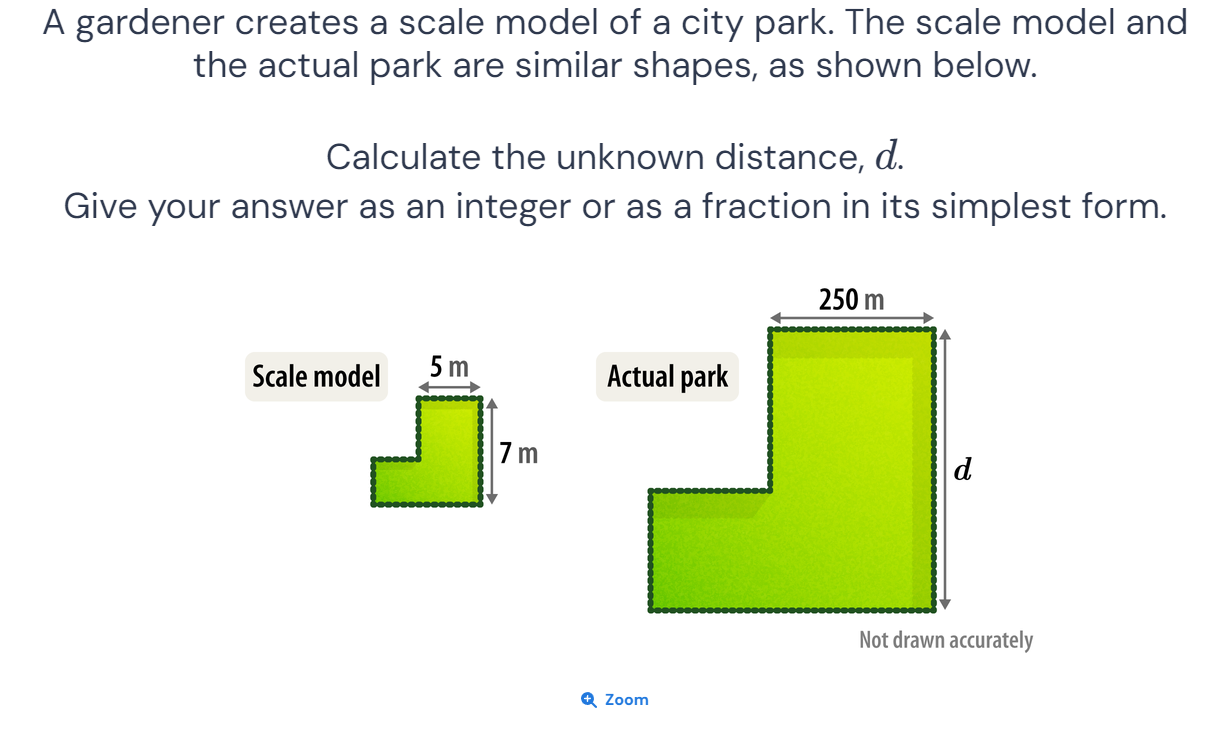 A gardener creates a scale model of a city park. The scale model and
the actual park are similar shapes, as shown below.
Calculate the unknown distance, d.
Give your answer as an integer or as a fraction in its simplest form.
250 m
Scale model
5 m
Actual park
7 m
d
Not drawn accurately
Zoom